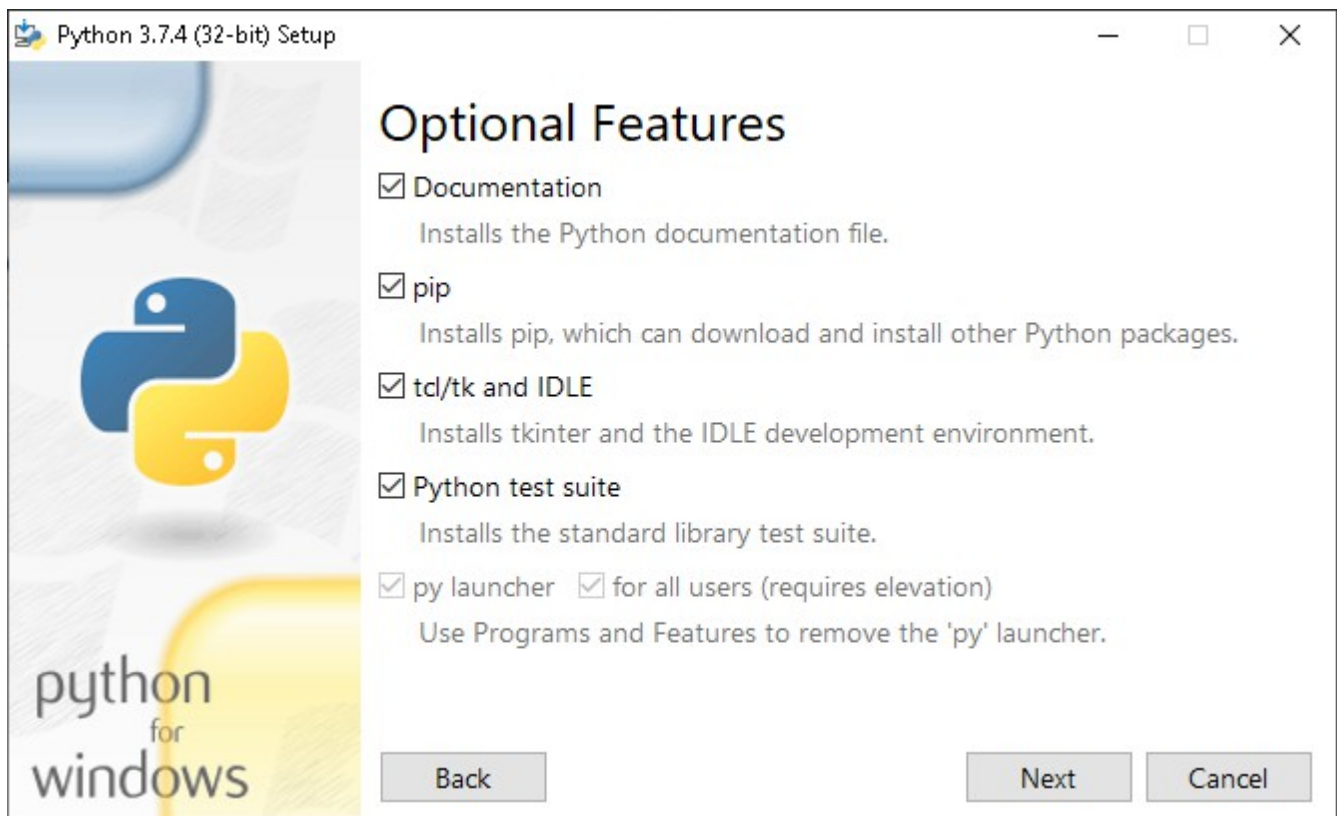 Python 3.7.4 (32-bit) Setup
Optional Features
Documentation
Installs the Python documentation file.
pip
Installs pip, which can download and install other Python packages.
tcl/tk and IDLE
Installs tkinter and the IDLE development environment.
Python test suite
Installs the standard library test suite.
py launcher for all users (requires elevation)
Use Programs and Features to remove the 'py' launcher.
python
for
windows
Back Next Cancel